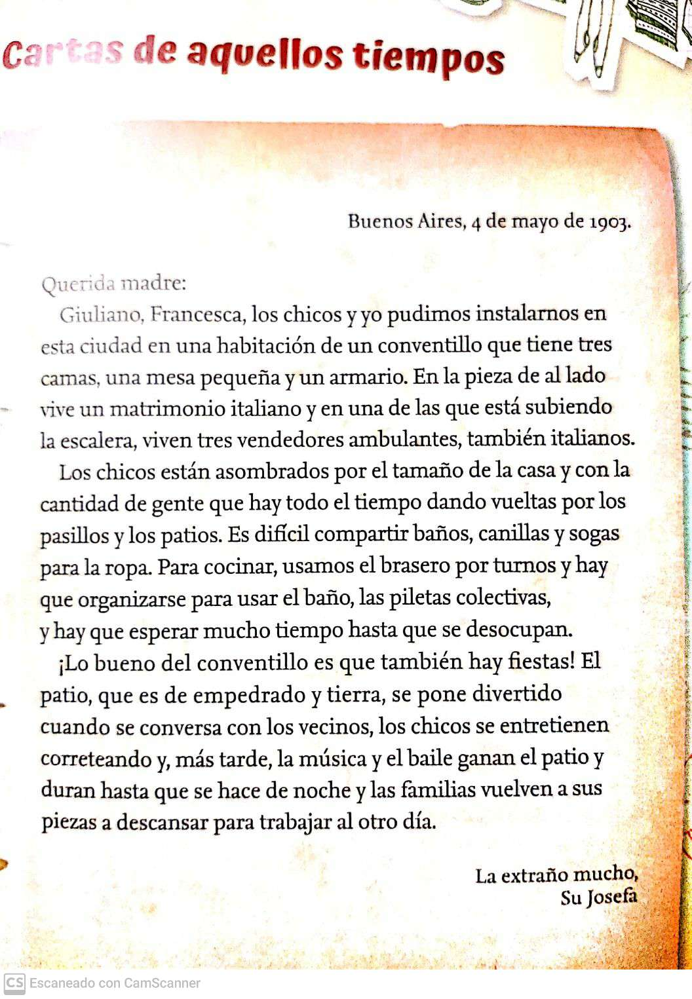 Cartas de aquellos tiempos
Buenos Aires, 4 de mayo de 1903.
Querida madre:
Giuliano, Francesca, los chicos y yo pudimos instalarnos en
esta ciudad en una habitación de un conventillo que tiene tres
camas, una mesa pequeña y un armario. En la pieza de al lado
vive un matrimonio italiano y en una de las que está subiendo
la escalera, viven tres vendedores ambulantes, también italianos.
Los chicos están asombrados por el tamaño de la casa y con la
cantidad de gente que hay todo el tiempo dando vueltas por los
pasillos y los patios. Es difícil compartir baños, canillas y sogas
para la ropa. Para cocinar, usamos el brasero por turnos y hay
que organizarse para usar el baño, las piletas colectivas,
y hay que esperar mucho tiempo hasta que se desocupan.
¡Lo bueno del conventillo es que también hay fiestas! El
patio, que es de empedrado y tierra, se pone divertido
cuando se conversa con los vecinos, los chicos se entretienen
correteando y, más tarde, la música y el baile ganan el patio y
duran hasta que se hace de noche y las familias vuelven a sus
piezas a descansar para trabajar al otro día.
La extraño mucho,
Su Josefa
CS Escaneado con CamScanner